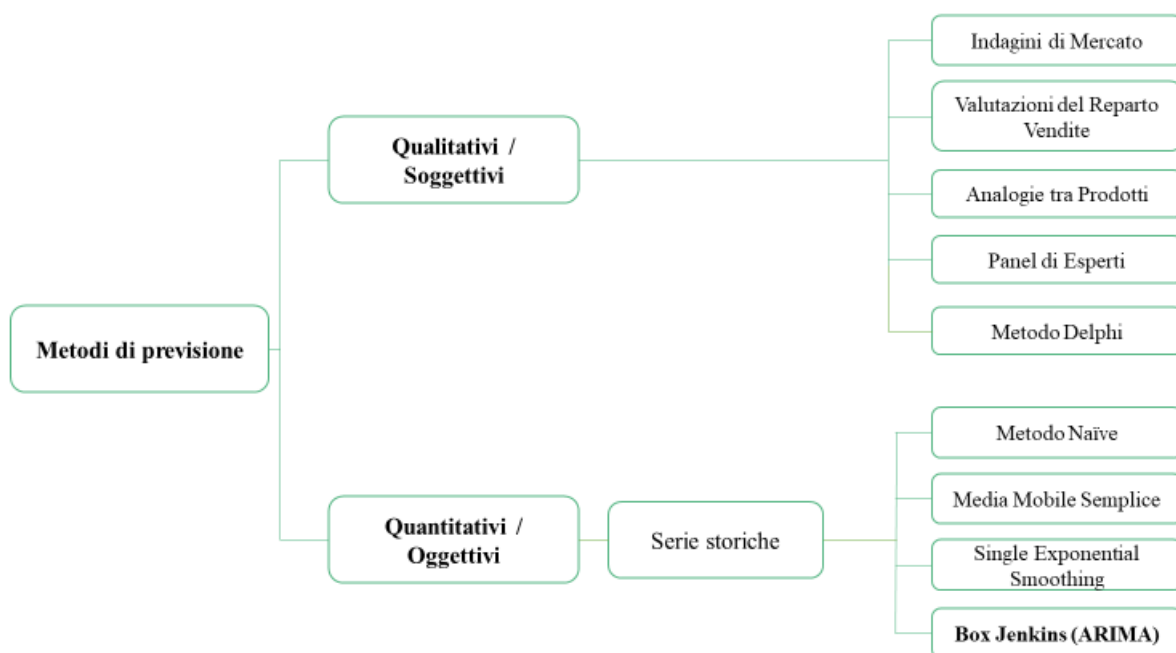 Metodi di previsione
Qualitativi /
Soggettivi
Indagini di Mercato
Valutazioni del Reparto
Vendite
Analogie tra Prodotti
Panel di Esperti
Metodo Delphi
Quantitativi /
Oggettivi
Serie storiche
Metodo Naïve
Media Mobile Semplice
Single Exponential
Smoothing
Box Jenkins (ARIMA)